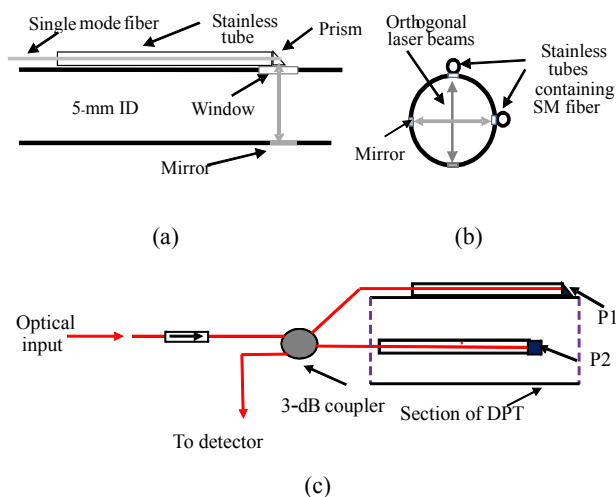 Single mode fiber
Stainless
tube
Prism
5-mm ID
Window
Mirror
(a)
Orthogonal
laser beams
Stainless
tubes
containing
SM fiber
Mirror
(b)
Optical
input
3-dB coupler
To detector
P1
P2
Section of DPT
(c)